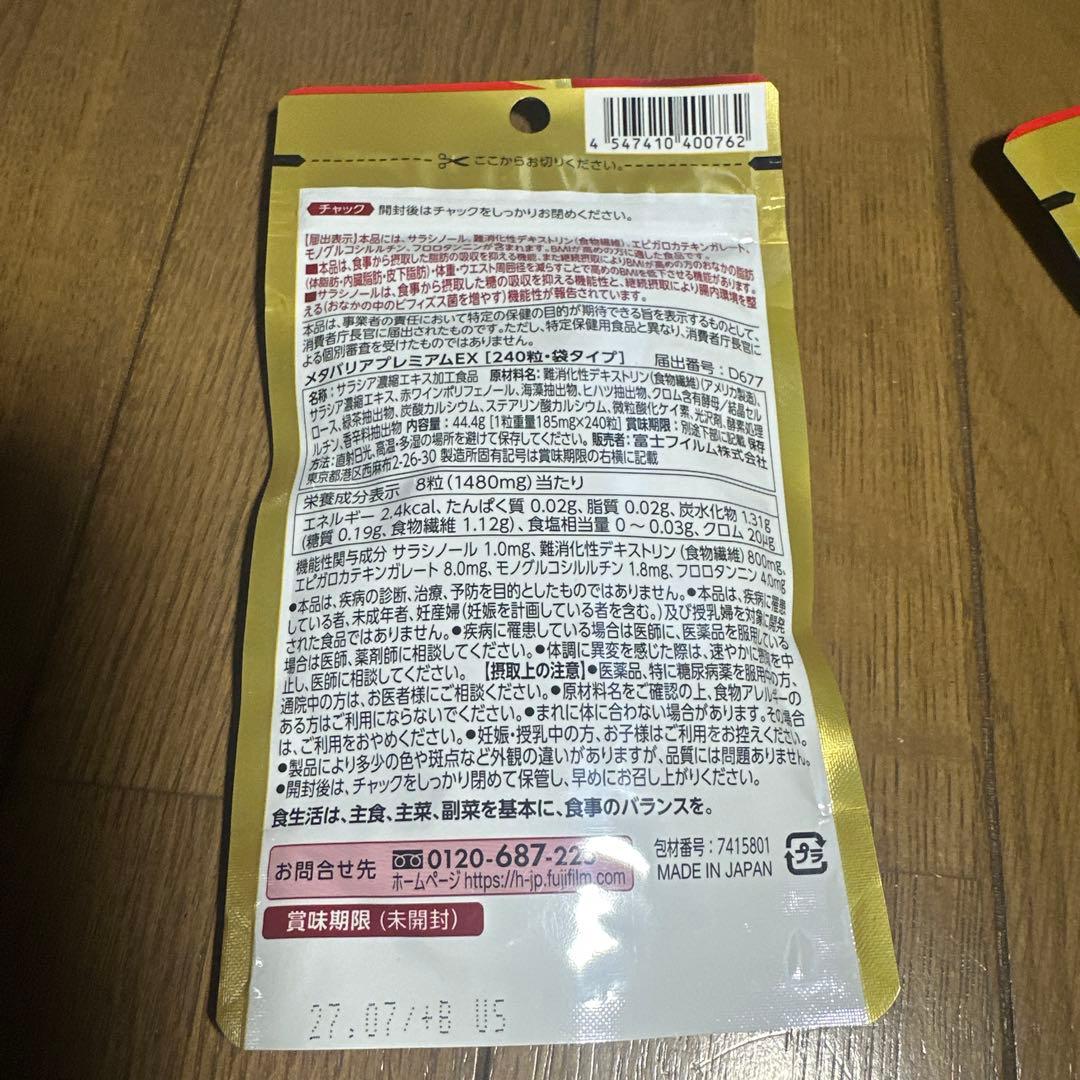 4 547410 400762
ここからお切りください。
チャック 開封後はチャックをしっかりお閉めください。
【届出表示】本品には、サラシノール、難消化性デキストリン(食物繊維)、エピガロカテキンガレート、
モノグルコシルルチン、フロロタンニンが含まれます。BMIが高めの方に適した食品です。
■本品は、食事から摂取した脂肪の吸収を抑える機能、また継続摂取によりBMIが高めの方のおなかの脂肪
(体脂肪・内臓脂肪・皮下脂肪)・体重・ウエスト周囲径を減らすことで高めのBMIを低下させる機能があります。
■サラシノールは、食事から摂取した糖の吸収を抑える機能性と、継続摂取により腸内環境を整
える(おなかの中のビフィズス菌を増やす)機能性が報告されています。
本品は、事業者の責任において特定の保健の目的が期待できる旨を表示するものとして、
消費者庁長官に届出されたものです。ただし、特定保健用食品と異なり、消費者庁長官に
よる個別審査を受けたものではありません。
メタバリアプレミアムEX [240粒・袋タイプ] 届出番号:D677
名称:サラシア濃縮エキス加工食品 原材料名:難消化性デキストリン(食物繊維)(アメリカ製造)、
サラシア濃縮エキス、赤ワインポリフェノール、海藻抽出物、ヒハツ抽出物、クロム含有酵母/結晶セル
ロース、緑茶抽出物、炭酸カルシウム、ステアリン酸カルシウム、微粒酸化ケイ素、光沢剤、酵素処理
ルチン、香辛料抽出物 内容量:44.4g[1粒重量185mg×240粒] 賞味期限:別途下部に記載 保存
方法:直射日光、高温・多湿の場所を避けて保存してください。 販売者:富士フイルム株式会社
東京都港区西麻布2-26-30 製造所固有記号は賞味期限の右横に記載
栄養成分表示 8粒(1480mg)当たり
エネルギー 2.4kcal、たんぱく質 0.02g、脂質 0.02g、炭水化物 1.31g
(糖質 0.19g、食物繊維 1.12g)、食塩相当量 0～0.03g、クロム 20μg
機能性関与成分 サラシノール 1.0mg、難消化性デキストリン(食物繊維) 800mg、
エピガロカテキンガレート 8.0mg、モノグルコシルルチン 1.8mg、フロロタンニン 4.0mg
●本品は、疾病の診断、治療、予防を目的としたものではありません。●本品は、疾病に罹患
している者、未成年者、妊産婦(妊娠を計画している者を含む。)及び授乳婦を対象に開発
された食品ではありません。●疾病に罹患している場合は医師に、医薬品を服用している
場合は医師、薬剤師に相談してください。●体調に異変を感じた際は、速やかに摂取を中
止し、医師に相談してください。 【摂取上の注意】●医薬品、特に糖尿病薬を服用中の方、
通院中の方は、お医者様にご相談ください。●原材料名をご確認の上、食物アレルギーの
ある方はご利用にならないでください。●まれに体に合わない場合があります。その場合
は、ご利用をおやめください。●妊娠・授乳中の方、お子様はご利用をお控えください。
●製品により多少の色や斑点など外観の違いがありますが、品質には問題ありません。
●開封後は、チャックをしっかり閉めて保管し、早めにお召し上がりください。
食生活は、主食、主菜、副菜を基本に、食事のバランスを。
お問合せ先 0120-687-22
ホームページ https://h-jp.fujifilm.com
包材番号:7415801
MADE IN JAPAN
プラ
賞味期限(未開封)
27.07/+B US